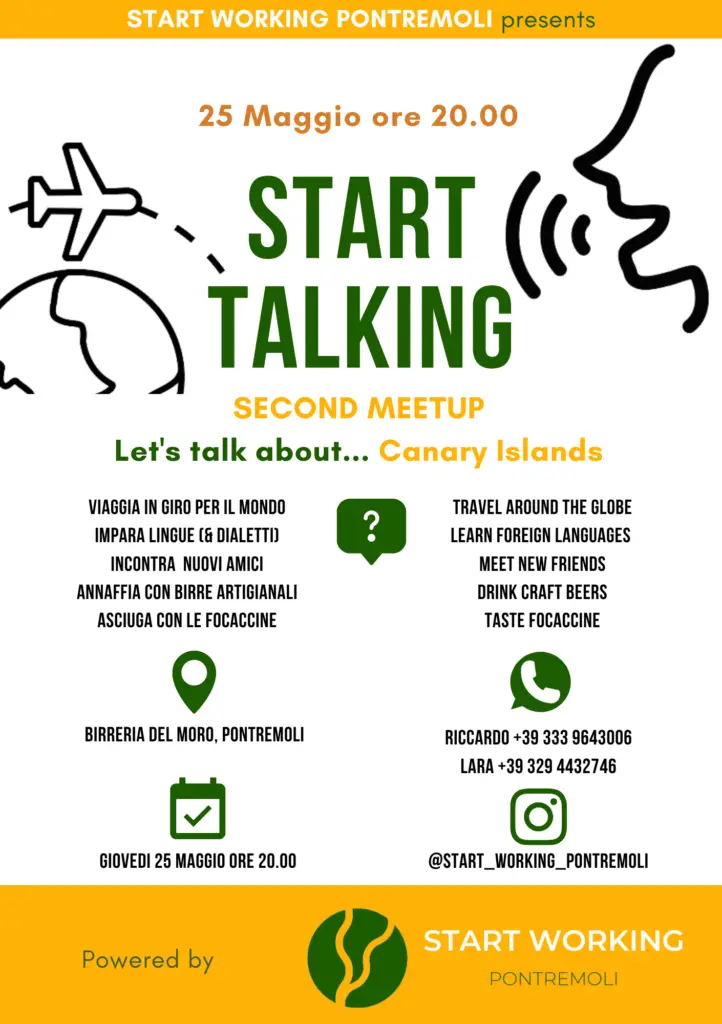 START WORKING PONTREMOLI presents
25 Maggio ore 20.00
START
TALKING
SECOND MEETUP
Let's talk about... Canary Islands
VIAGGIA IN GIRO PER IL MONDO
IMPARA LINGUE (& DIALETTI)
INCONTRA NUOVI AMICI
ANNAFFIA CON BIRRE ARTIGIANALI
ASCIUGA CON LE FOCACCINE
?
TRAVEL AROUND THE GLOBE
LEARN FOREIGN LANGUAGES
MEET NEW FRIENDS
DRINK CRAFT BEERS
TASTE FOCACCINE
BIRRERIA DEL MORO, PONTREMOLI
RICCARDO +39 333 9643006
LARA +39 329 4432746
GIOVEDI 25 MAGGIO ORE 20.00
@START_WORKING_PONTREMOLI
Powered by
START WORKING
PONTREMOLI